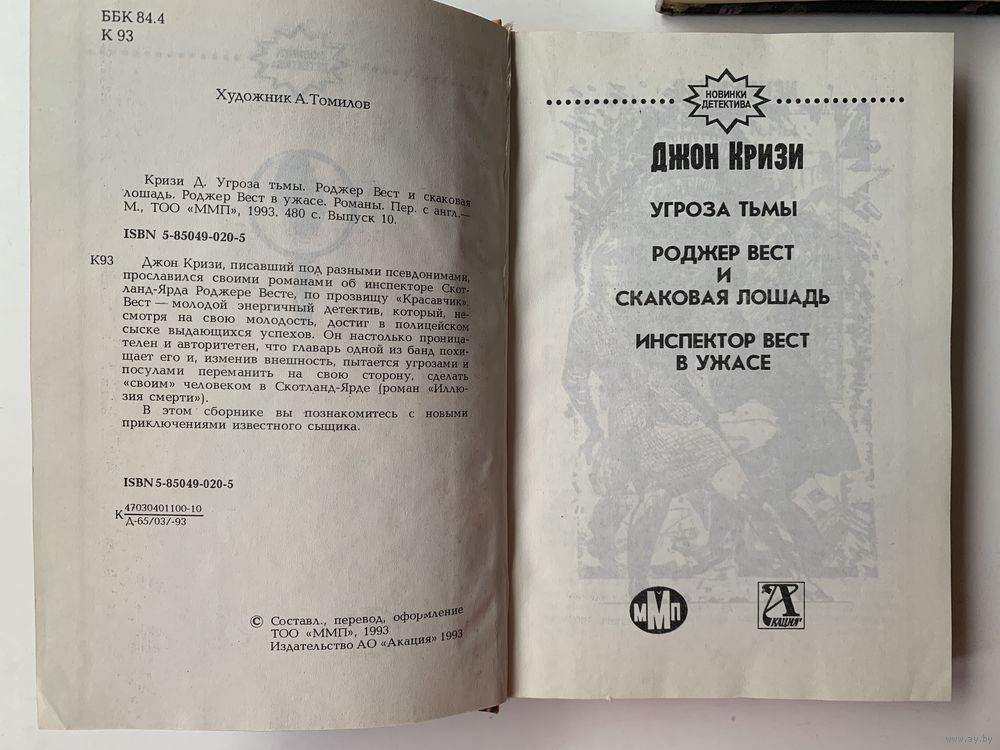 ББК 84.4
К 93
Художник А.Томилов
Кризи Д. Угроза тьмы. Роджер Вест и скаковая
лошадь. Роджер Вест в ужасе. Романы. Пер. с англ.—
М., ТОО «ММП», 1993. 480 с. Выпуск 10.
ISBN 5-85049-020-5
К93
Джон Кризи, писавший под разными псевдонимами,
прославился своими романами об инспекторе Скот-
ланд-Ярда Роджере Весте, по прозвищу «Красавчик».
Вест — молодой энергичный детектив, который, не-
смотря на свою молодость, достиг в полицейском
сыске выдающихся успехов. Он настолько проница-
телен и авторитетен, что главарь одной из банд похи-
щает его и, изменив внешность, пытается угрозами и
посулами переманить на свою сторону, сделать
«своим» человеком в Скотланд-Ярде (роман «Иллю-
зия смерти»).
В этом сборнике вы познакомитесь с новыми
приключениями известного сыщика.
ISBN 5-85049-020-5
К 47030401100-10
Д-65/03/-93
© Составл., перевод, оформление
ТОО «ММП», 1993
Издательство АО «Акация» 1993
НОВИНКИ
ДЕТЕКТИВА
ДЖОН КРИЗИ
УГРОЗА ТЬМЫ
РОДЖЕР ВЕСТ
И
СКАКОВАЯ ЛОШАДЬ
ИНСПЕКТОР ВЕСТ
В УЖАСЕ
ММП
АКАЦИЯ
www.ay.by